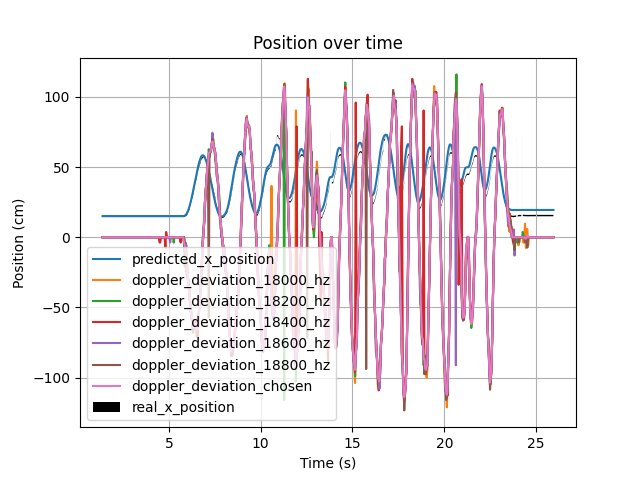 Position over time
Position (cm)
100
50
0
−50
−100
predicted_x_position
doppler_deviation_18000_hz
doppler_deviation_18200_hz
doppler_deviation_18400_hz
doppler_deviation_18600_hz
doppler_deviation_18800_hz
doppler_deviation_chosen
real_x_position
5 10 15 20 25
Time (s)